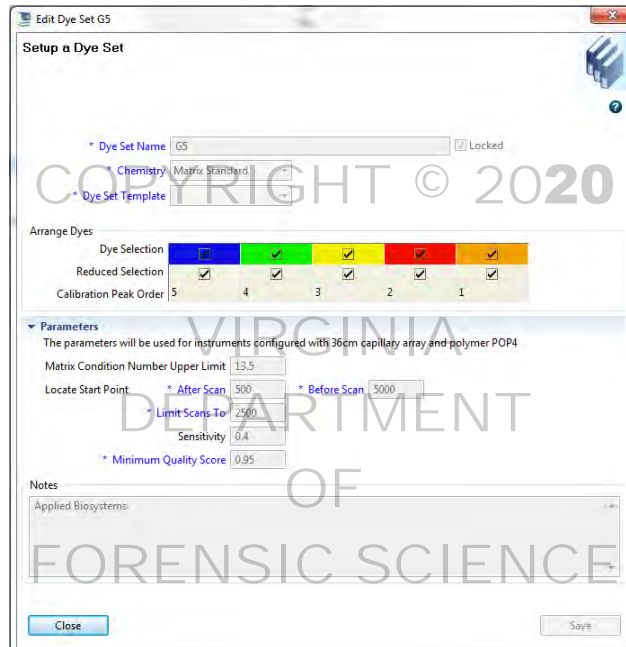 Edit Dye Set G5
Setup a Dye Set
* Dye Set Name G5 Locked
* Chemistry Matrix Standard
COPYRIGHT © 2020
* Dye Set Template
Arrange Dyes
Dye Selection
Reduced Selection
Calibration Peak Order 5 4 3 2 1
Parameters
VIRGINIA
The parameters will be used for instruments configured with 36cm capillary array and polymer POP4
Matrix Condition Number Upper Limit 13.5
Locate Start Point * After Scan 500 * Before Scan 5000
DEPARTMENT
* Limit Scans To 2500
Sensitivity 0.4
* Minimum Quality Score 0.95
OF
Notes
Applied Biosystems
FORENSIC SCIENCE
Close Save